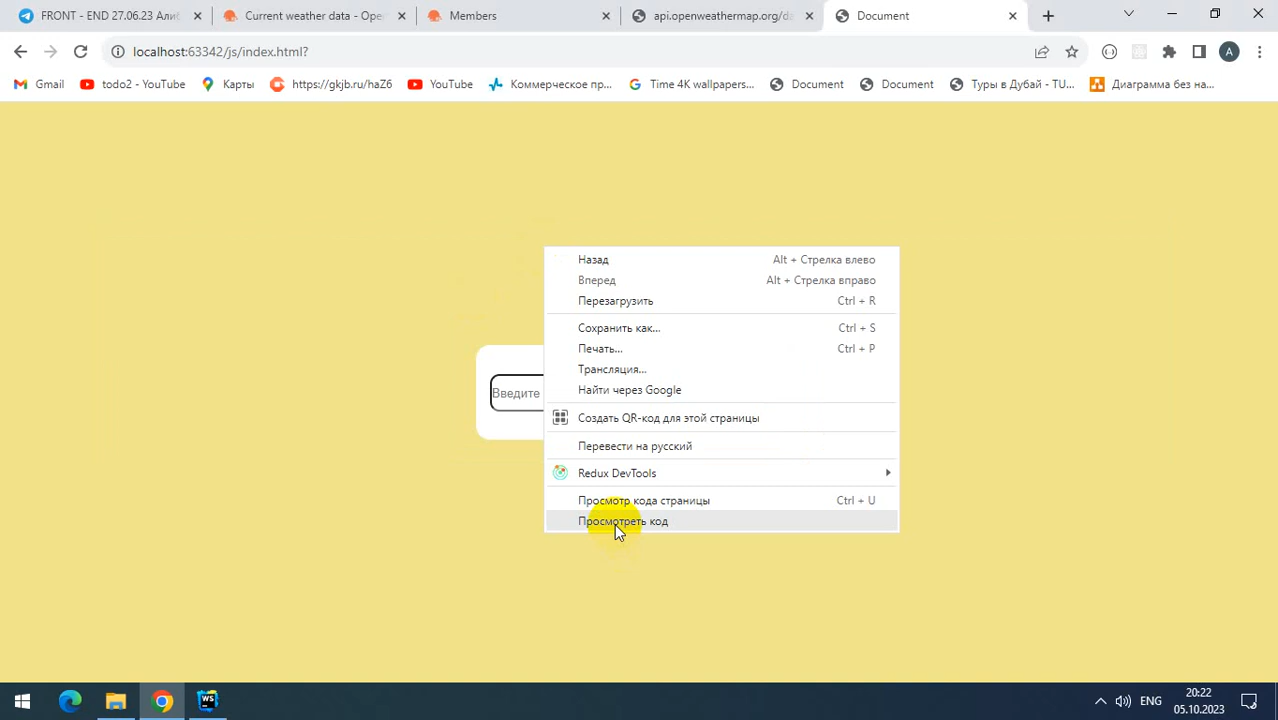 FRONT - END 27.06.23 Алиб
Current weather data - Ope
Members
api.openweathermap.org/da
Document
localhost:63342/js/index.html?
A
Gmail
todo2 - YouTube
Карты
https://gkjb.ru/haZ6
YouTube
Коммерческое пр...
Time 4K wallpapers...
Document
Document
Туры в Дубай - TU...
Диаграмма без на...
Назад Alt + Стрелка влево
Вперед Alt + Стрелка вправо
Перезагрузить Ctrl + R
Сохранить как... Ctrl + S
Печать... Ctrl + P
Трансляция...
Найти через Google
Введите
Создать QR-код для этой страницы
Перевести на русский
Redux DevTools
Просмотр кода страницы Ctrl + U
Просмотреть код
WS
ENG
20:22
05.10.2023